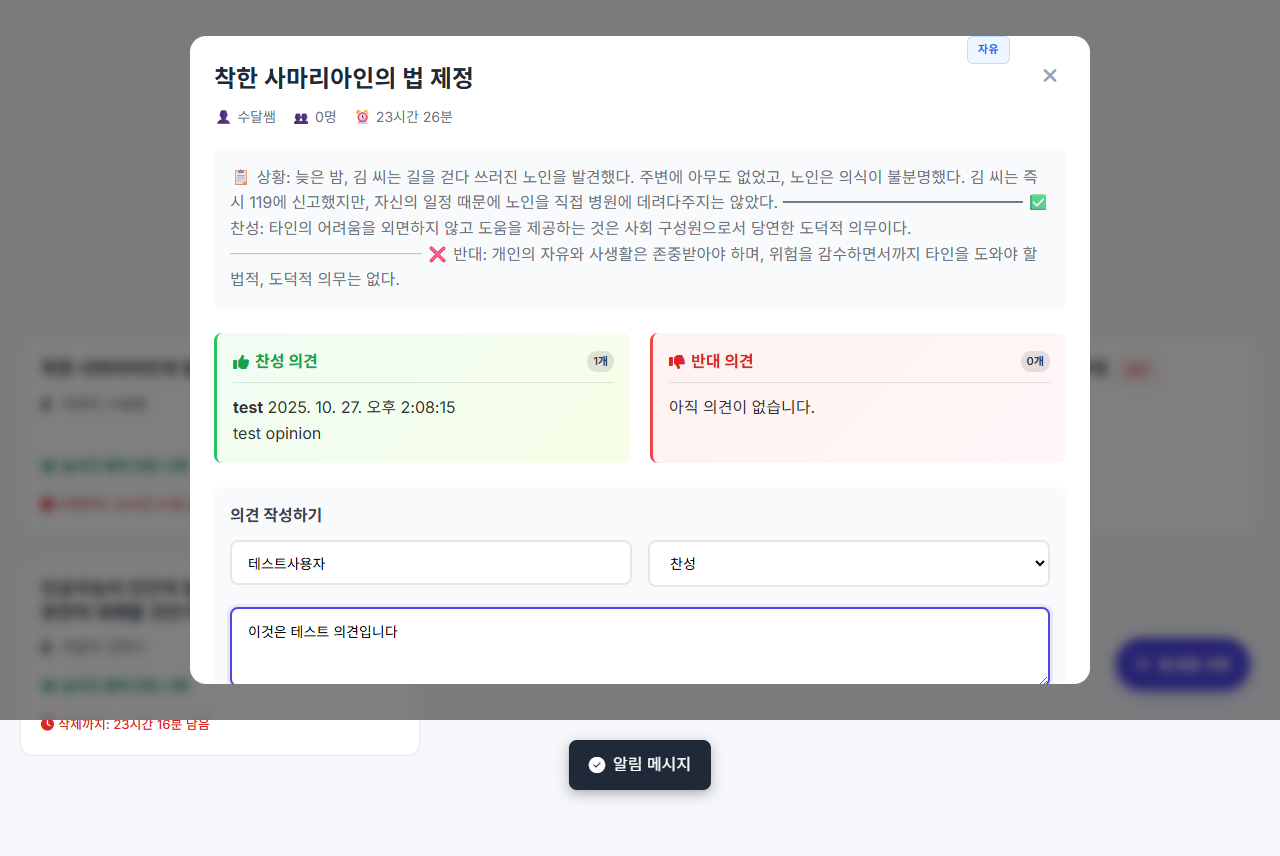 자유
착한 사마리아인의 법 제정
수달쌤 0명 23시간 26분
상황: 늦은 밤, 김 씨는 길을 걷다 쓰러진 노인을 발견했다. 주변에 아무도 없었고, 노인은 의식이 불분명했다. 김 씨는 즉
시 119에 신고했지만, 자신의 일정 때문에 노인을 직접 병원에 데려다주지는 않았다. ━━━━━━━━━━━━━━━ ✅
찬성: 타인의 어려움을 외면하지 않고 도움을 제공하는 것은 사회 구성원으로서 당연한 도덕적 의무이다.
──────────── ❌ 반대: 개인의 자유와 사생활은 존중받아야 하며, 위험을 감수하면서까지 타인을 도와야 할
법적, 도덕적 의무는 없다.
찬성 의견 1개
test 2025. 10. 27. 오후 2:08:15
test opinion
반대 의견 0개
아직 의견이 없습니다.
의견 작성하기
테스트사용자 찬성
이것은 테스트 의견입니다
삭제까지: 23시간 16분 남음
알림 메시지